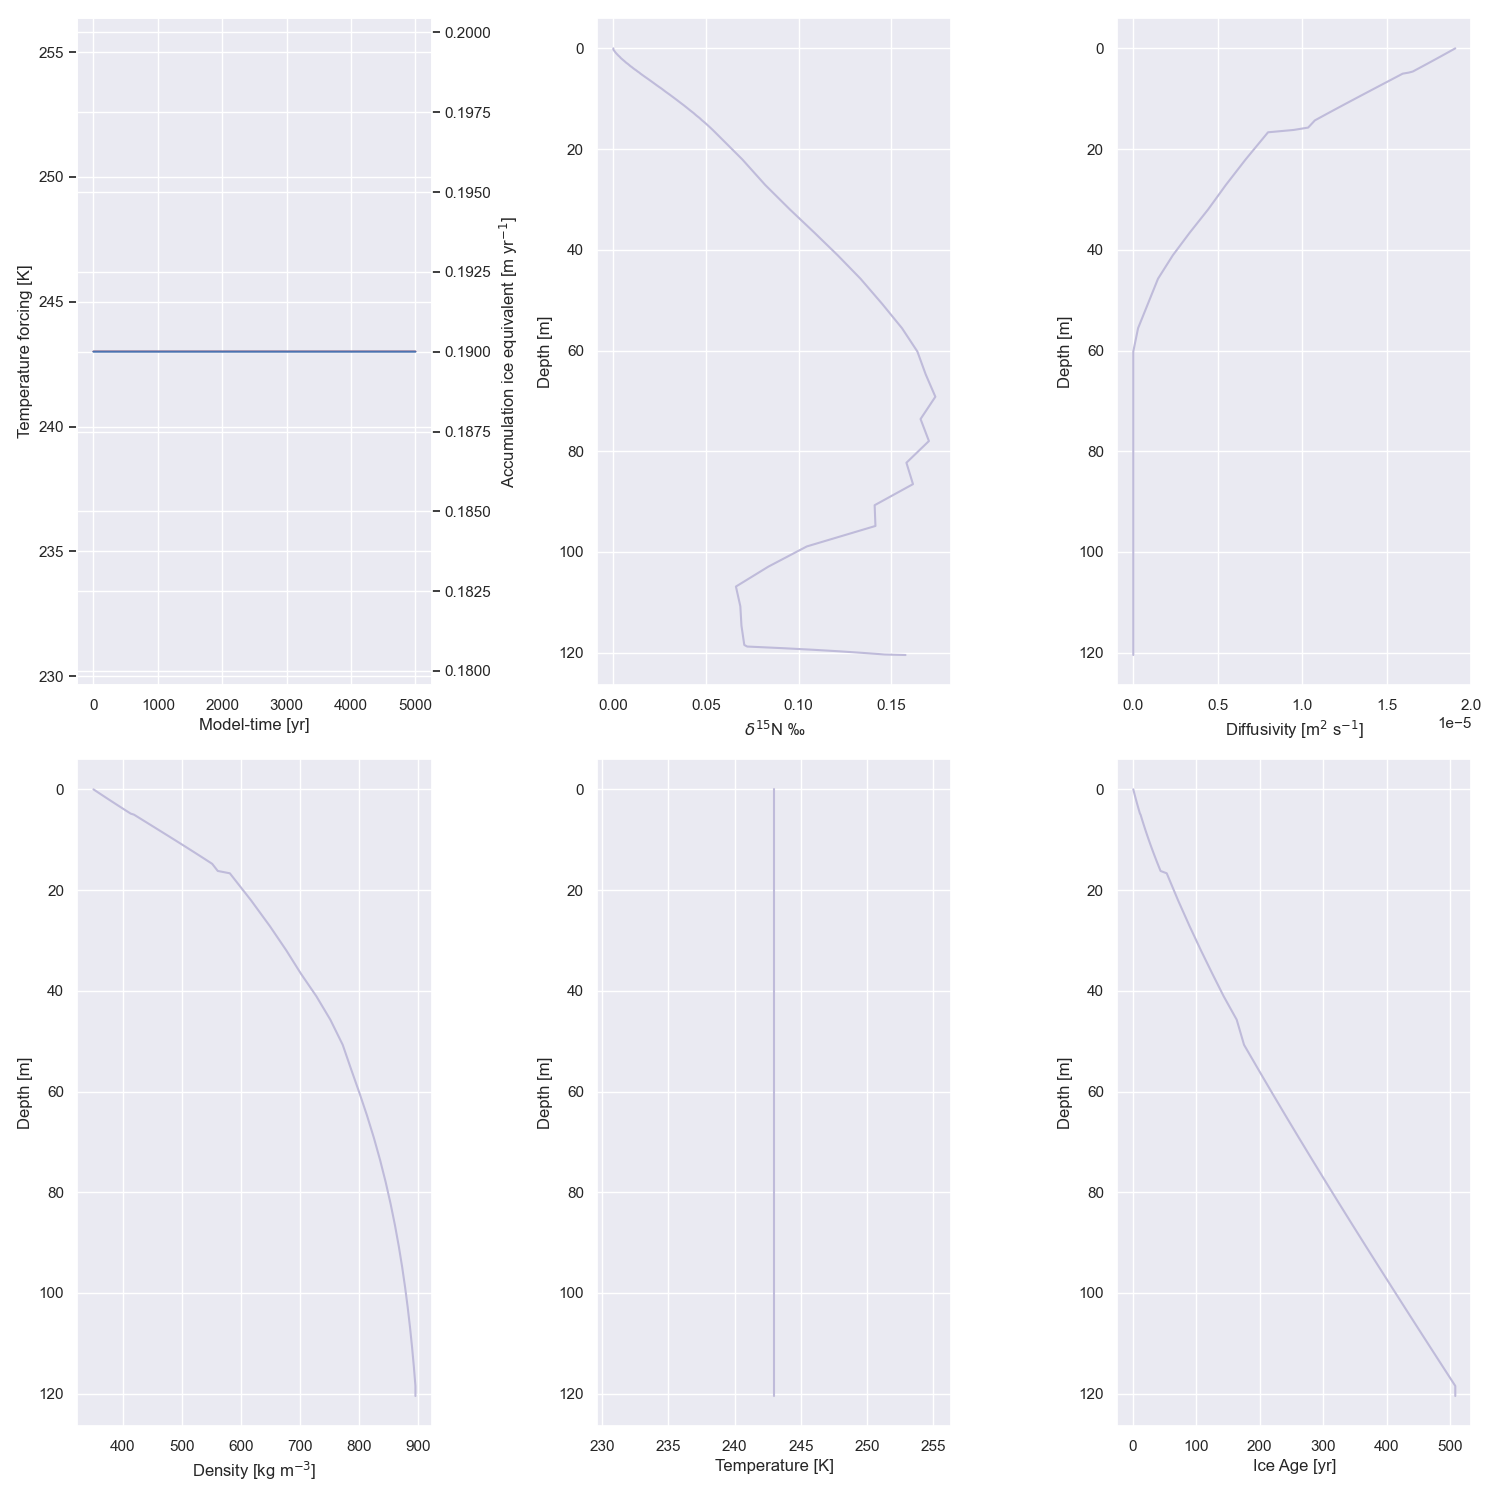 255
250
245
240
235
230
Temperature forcing [K]
0 1000 2000 3000 4000 5000
Model-time [yr]
0.2000
0.1975
0.1950
0.1925
0.1900
0.1875
0.1850
0.1825
0.1800
Accumulation ice equivalent [m yr⁻¹]
0
20
40
60
80
100
120
Depth [m]
0.00 0.05 0.10 0.15
δ¹⁵N ‰
0
20
40
60
80
100
120
Depth [m]
0.0 0.5 1.0 1.5 2.0
1e−5
Diffusivity [m² s⁻¹]
0
20
40
60
80
100
120
Depth [m]
400 500 600 700 800 900
Density [kg m⁻³]
0
20
40
60
80
100
120
Depth [m]
230 235 240 245 250 255
Temperature [K]
0
20
40
60
80
100
120
Depth [m]
0 100 200 300 400 500
Ice Age [yr]